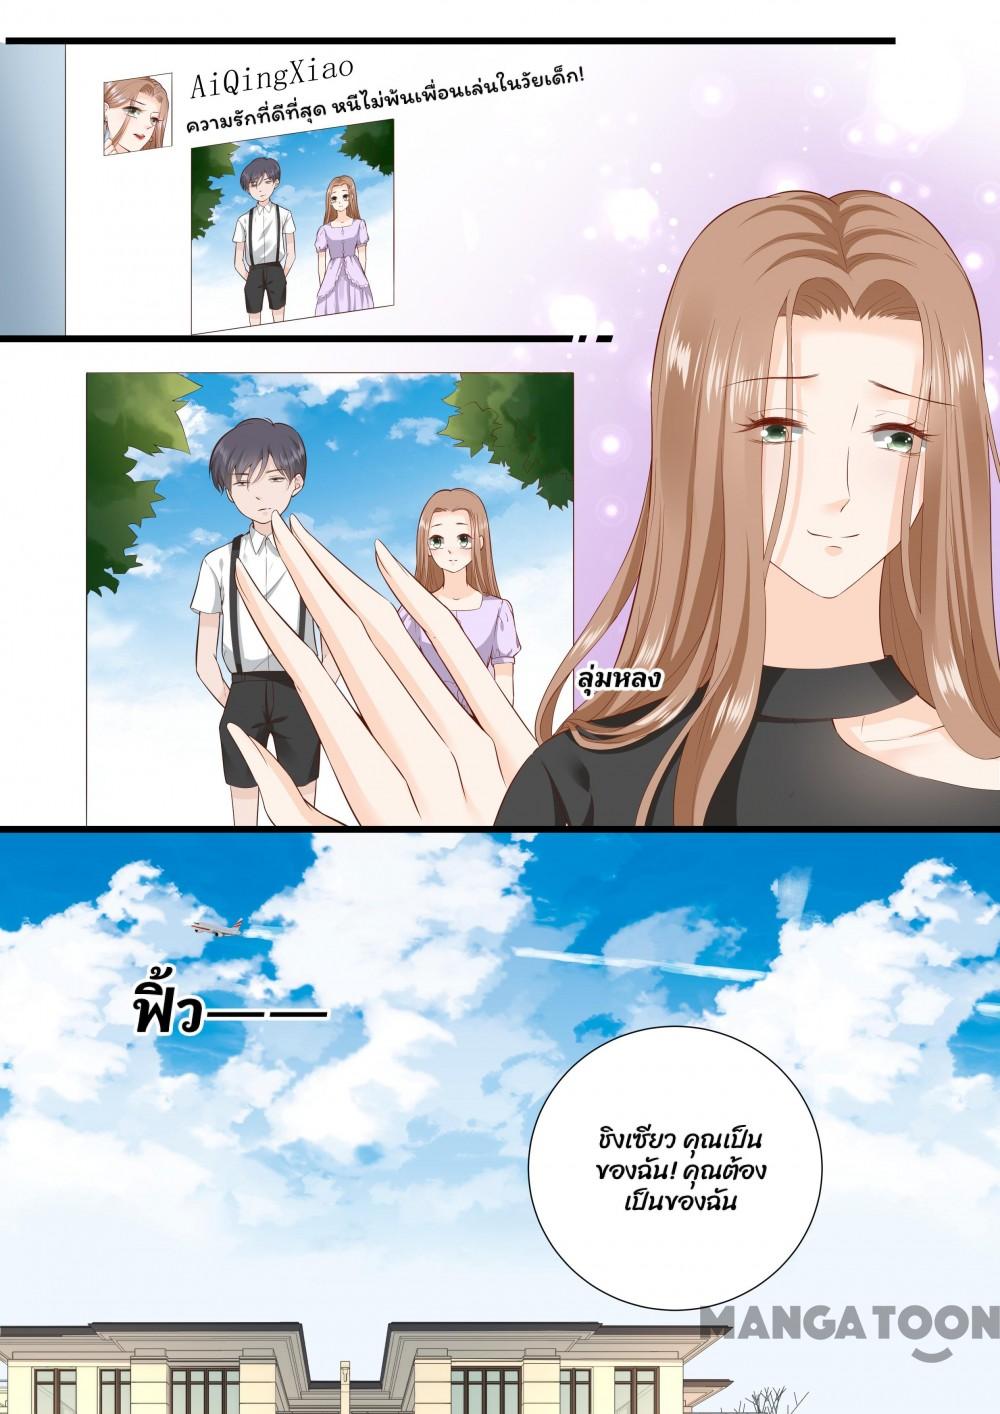 AiQingXiao
ความรักที่ดีที่สุด หนีไม่พ้นเพื่อนเล่นในวัยเด็ก!
ลุ่มหลง
ฟิ้ว——
ชิงเซียว คุณเป็น
ของฉัน! คุณต้อง
เป็นของฉัน
MANGATOON